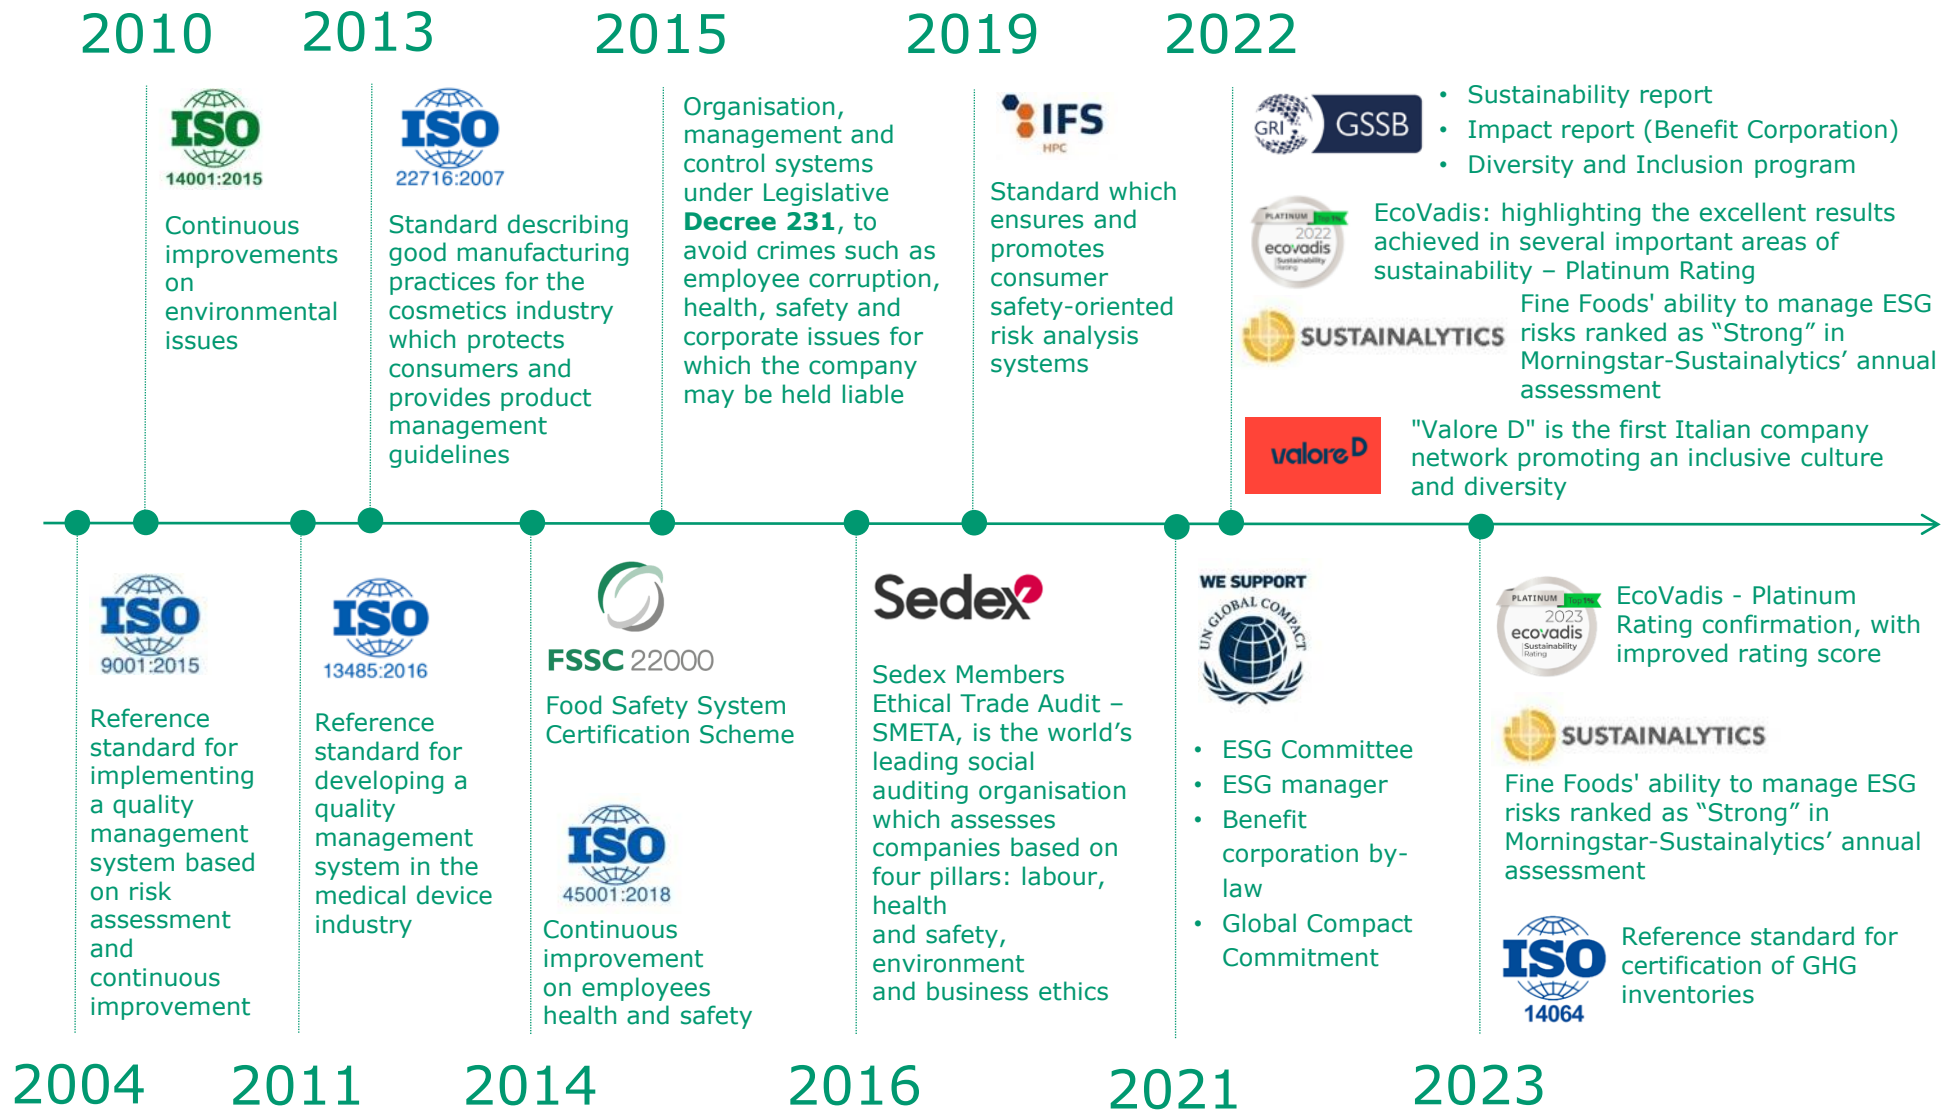 2010
2013
2015
2019
2022
ISO
14001:2015
Continuous
improvements
on
environmental
issues
ISO
22716:2007
Standard describing
good manufacturing
practices for the
cosmetics industry
which protects
consumers and
provides product
management
guidelines
Organisation,
management and
control systems
under Legislative
Decree 231, to
avoid crimes such as
employee corruption,
health, safety and
corporate issues for
which the company
may be held liable
IFS
HPC
Standard which
ensures and
promotes
consumer
safety-oriented
risk analysis
systems
GRI
GSSB
• Sustainability report
• Impact report (Benefit Corporation)
• Diversity and Inclusion program
PLATINUM Top 1%
2022
ecovadis
Sustainability
Rating
EcoVadis: highlighting the excellent results
achieved in several important areas of
sustainability – Platinum Rating
SUSTAINALYTICS
Fine Foods' ability to manage ESG
risks ranked as “Strong” in
Morningstar-Sustainalytics’ annual
assessment
valore D
"Valore D" is the first Italian company
network promoting an inclusive culture
and diversity
ISO
9001:2015
Reference
standard for
implementing
a quality
management
system based
on risk
assessment
and
continuous
improvement
ISO
13485:2016
Reference
standard for
developing a
quality
management
system in the
medical device
industry
FSSC 22000
Food Safety System
Certification Scheme
ISO
45001:2018
Continuous
improvement
on employees
health and safety
Sedex
Sedex Members
Ethical Trade Audit –
SMETA, is the world’s
leading social
auditing organisation
which assesses
companies based on
four pillars: labour,
health
and safety,
environment
and business ethics
WE SUPPORT
UN GLOBAL COMPACT
• ESG Committee
• ESG manager
• Benefit
corporation by-
law
• Global Compact
Commitment
PLATINUM Top 1%
2023
ecovadis
Sustainability
Rating
EcoVadis - Platinum
Rating confirmation, with
improved rating score
SUSTAINALYTICS
Fine Foods' ability to manage ESG
risks ranked as “Strong” in
Morningstar-Sustainalytics’ annual
assessment
ISO
14064
Reference standard for
certification of GHG
inventories
2004
2011
2014
2016
2021
2023